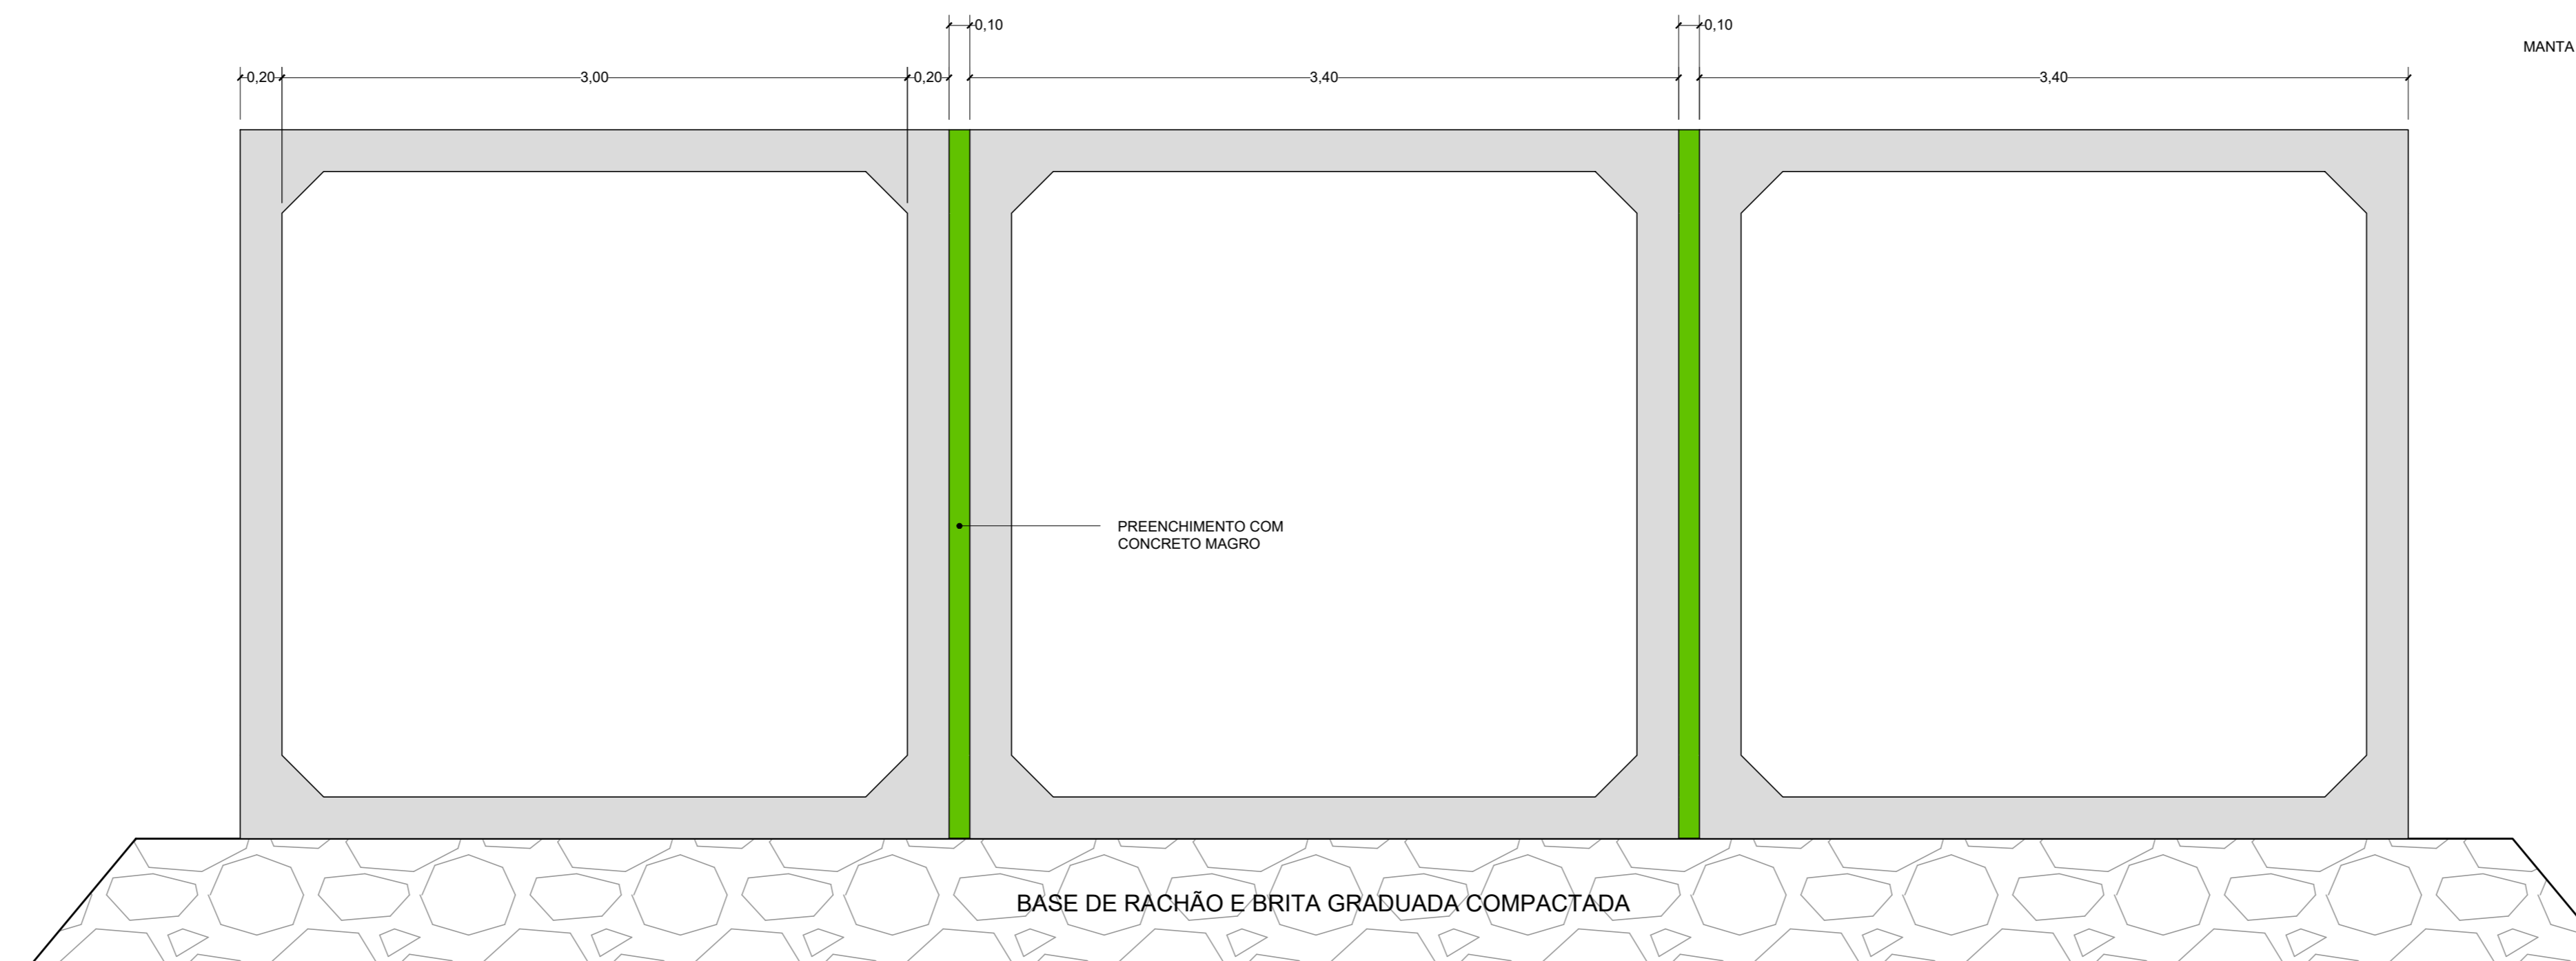 0,10
0,10
MANTA
0,20
3,00
0,20
3,40
3,40
PREENCHIMENTO COM
CONCRETO MAGRO
BASE DE RACHÃO E BRITA GRADUADA COMPACTADA